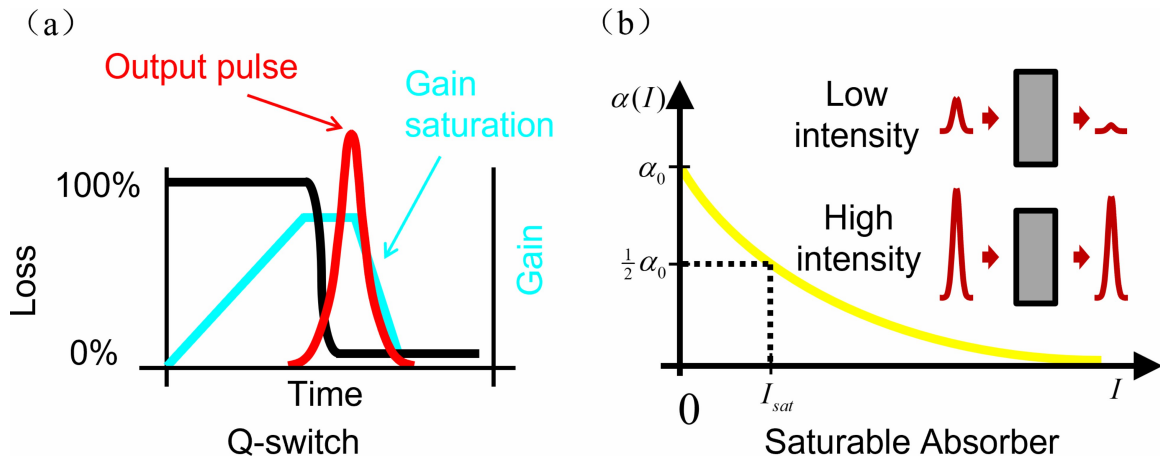 (a)
Output pulse
Gain
saturation
100%
Loss
0%
Gain
Time
Q-switch
(b)
α(I)
α₀
½α₀
0
I_sat
I
Low
intensity
High
intensity
Saturable Absorber